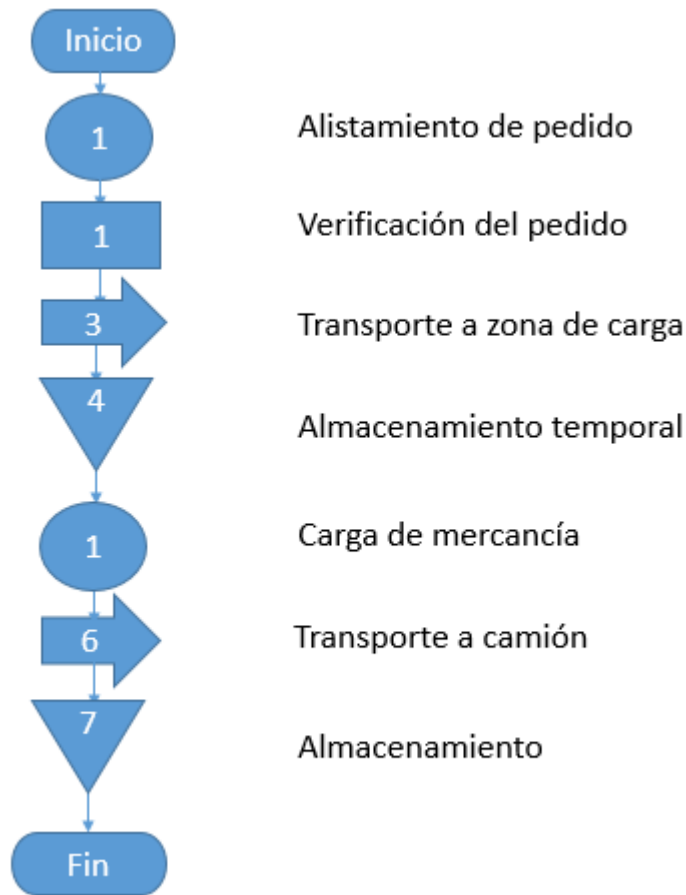 Inicio
1 Alistamiento de pedido
1 Verificación del pedido
3 Transporte a zona de carga
4 Almacenamiento temporal
1 Carga de mercancía
6 Transporte a camión
7 Almacenamiento
Fin